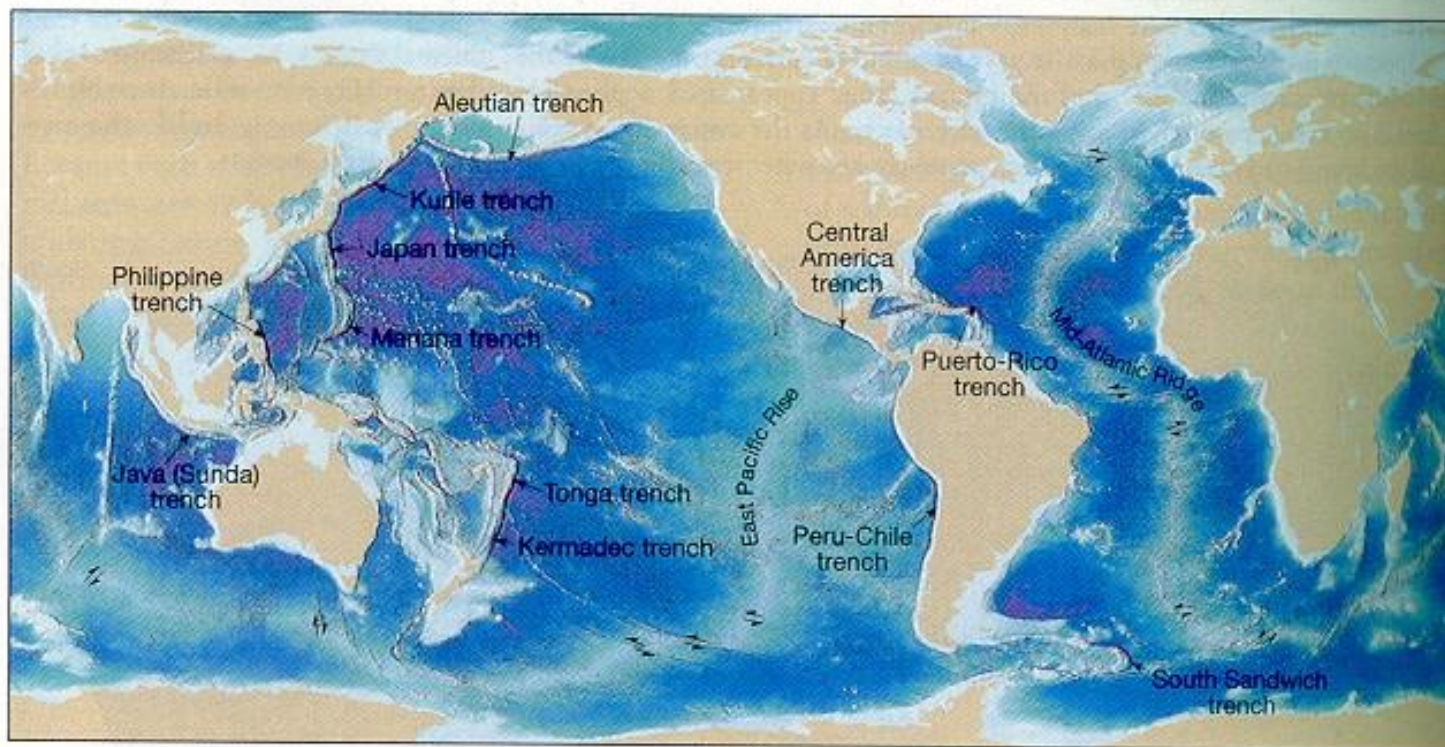 Aleutian trench
Kurile trench
Japan trench
Philippine
trench
Mariana trench
Central
America
trench
Puerto-Rico
trench
Mid-Atlantic Ridge
East Pacific Rise
Java (Sunda)
trench
Tonga trench
Kermadec trench
Peru-Chile
trench
South Sandwich
trench